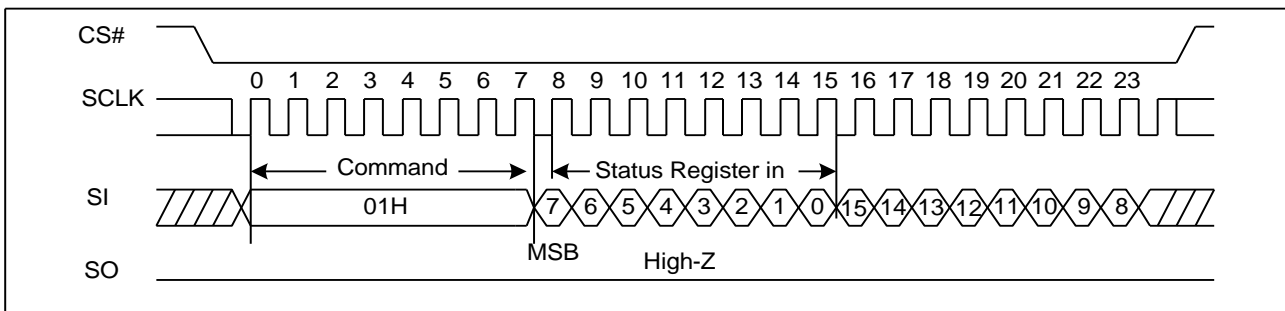 CS#
0 1 2 3 4 5 6 7 8 9 10 11 12 13 14 15 16 17 18 19 20 21 22 23
SCLK
Command Status Register in
SI 01H 7 6 5 4 3 2 1 0 15 14 13 12 11 10 9 8
MSB High-Z
SO